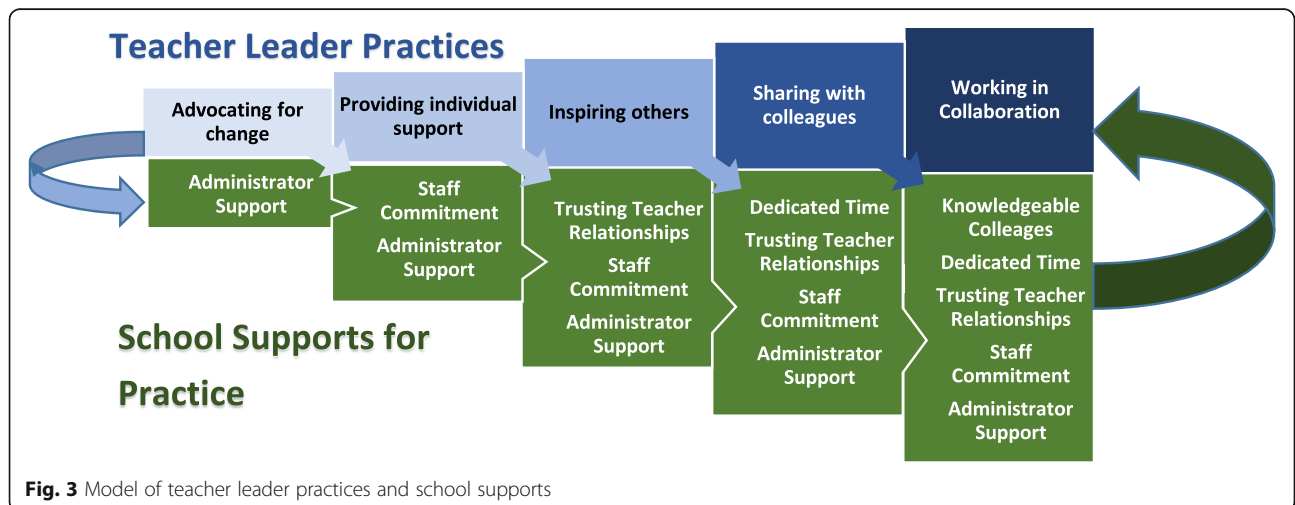 Teacher Leader Practices
Advocating for
change
Providing individual
support
Inspiring others
Sharing with
colleagues
Working in
Collaboration
Administrator
Support
Staff
Commitment
Administrator
Support
Trusting Teacher
Relationships
Staff
Commitment
Administrator
Support
Dedicated Time
Trusting Teacher
Relationships
Staff
Commitment
Administrator
Support
Knowledgeable
Colleages
Dedicated Time
Trusting Teacher
Relationships
Staff
Commitment
Administrator
Support
School Supports for
Practice
Fig. 3 Model of teacher leader practices and school supports